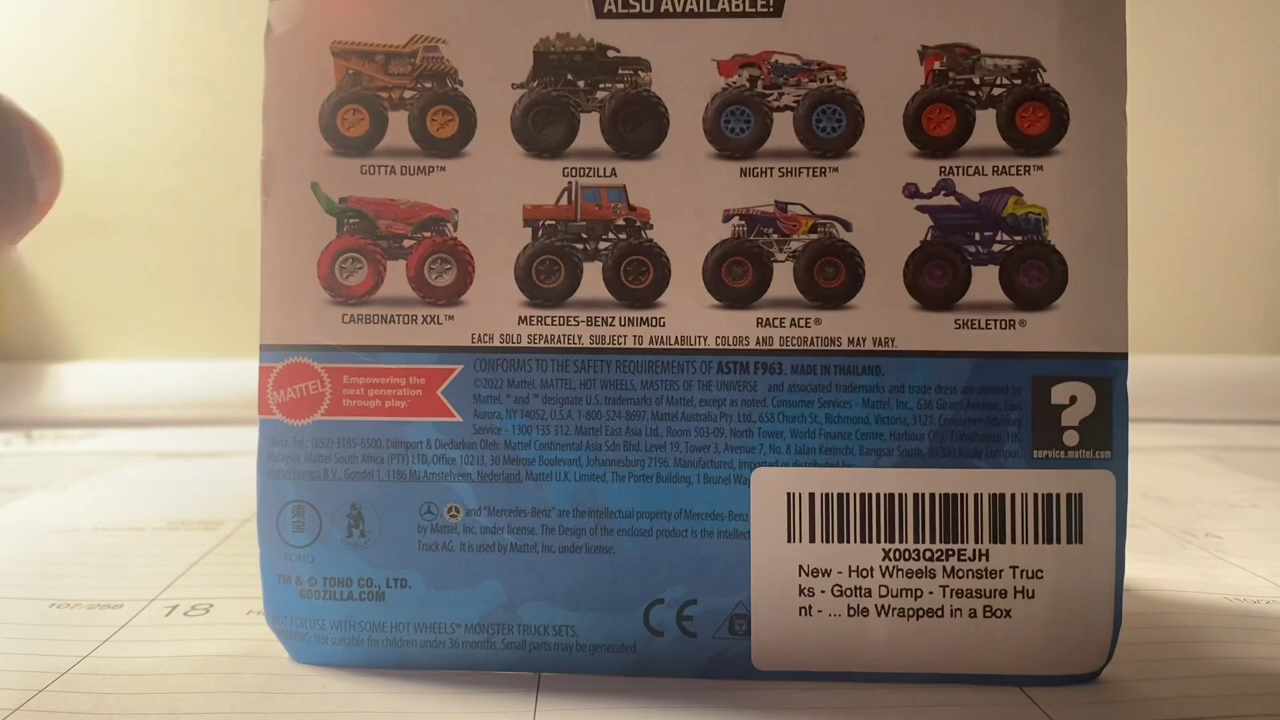 ALSO AVAILABLE!
GOTTA DUMP™ GODZILLA NIGHT SHIFTER™ RATICAL RACER™
CARBONATOR XXL™ MERCEDES-BENZ UNIMOG RACE ACE® SKELETOR®
EACH SOLD SEPARATELY, SUBJECT TO AVAILABILITY. COLORS AND DECORATIONS MAY VARY.
MATTEL
Empowering the
next generation
through play.™
CONFORMS TO THE SAFETY REQUIREMENTS OF ASTM F963. MADE IN THAILAND.
©2022 Mattel. MATTEL, HOT WHEELS, MASTERS OF THE UNIVERSE and associated trademarks and trade dress are owned by
Mattel. ® and ™ designate U.S. trademarks of Mattel, except as noted. Consumer Services - Mattel, Inc., 636 Girard Avenue, East
Aurora, NY 14052, U.S.A. 1-800-524-8697. Mattel Australia Pty. Ltd., 658 Church St., Richmond, Victoria, 3121. Consumer Advisory
Service - 1300 135 312. Mattel East Asia Ltd., Room 503-09, North Tower, World Finance Centre, Harbour City, Tsimshatsui, HK,
China. Tel.: (852) 3185-6500. Diimport & Diedarkan Oleh: Mattel Continental Asia Sdn Bhd. Level 19, Tower 3, Avenue 7, No. 8 Jalan Kerinchi, Bangsar South, 59200 Kuala Lumpur,
Malaysia. Mattel South Africa (PTY) LTD, Office 102 I3, 30 Melrose Boulevard, Johannesburg 2196. Manufactured, imported or distributed by
Mattel Europa B.V., Gondel 1, 1186 MJ Amstelveen, Nederland. Mattel U.K. Limited, The Porter Building, 1 Brunel Way
?
service.mattel.com
東宝
TOHO
and "Mercedes-Benz" are the intellectual property of Mercedes-Benz
by Mattel, Inc. under license. The Design of the enclosed product is the intellect
Truck AG. It is used by Mattel, Inc. under license.
TM & © TOHO CO., LTD.
GODZILLA.COM
NOT FOR USE WITH SOME HOT WHEELS® MONSTER TRUCK SETS.
WARNING: Not suitable for children under 36 months. Small parts may be generated.
CE
X003Q2PEJH
New - Hot Wheels Monster Truc
ks - Gotta Dump - Treasure Hu
nt - ... ble Wrapped in a Box
107/258 18